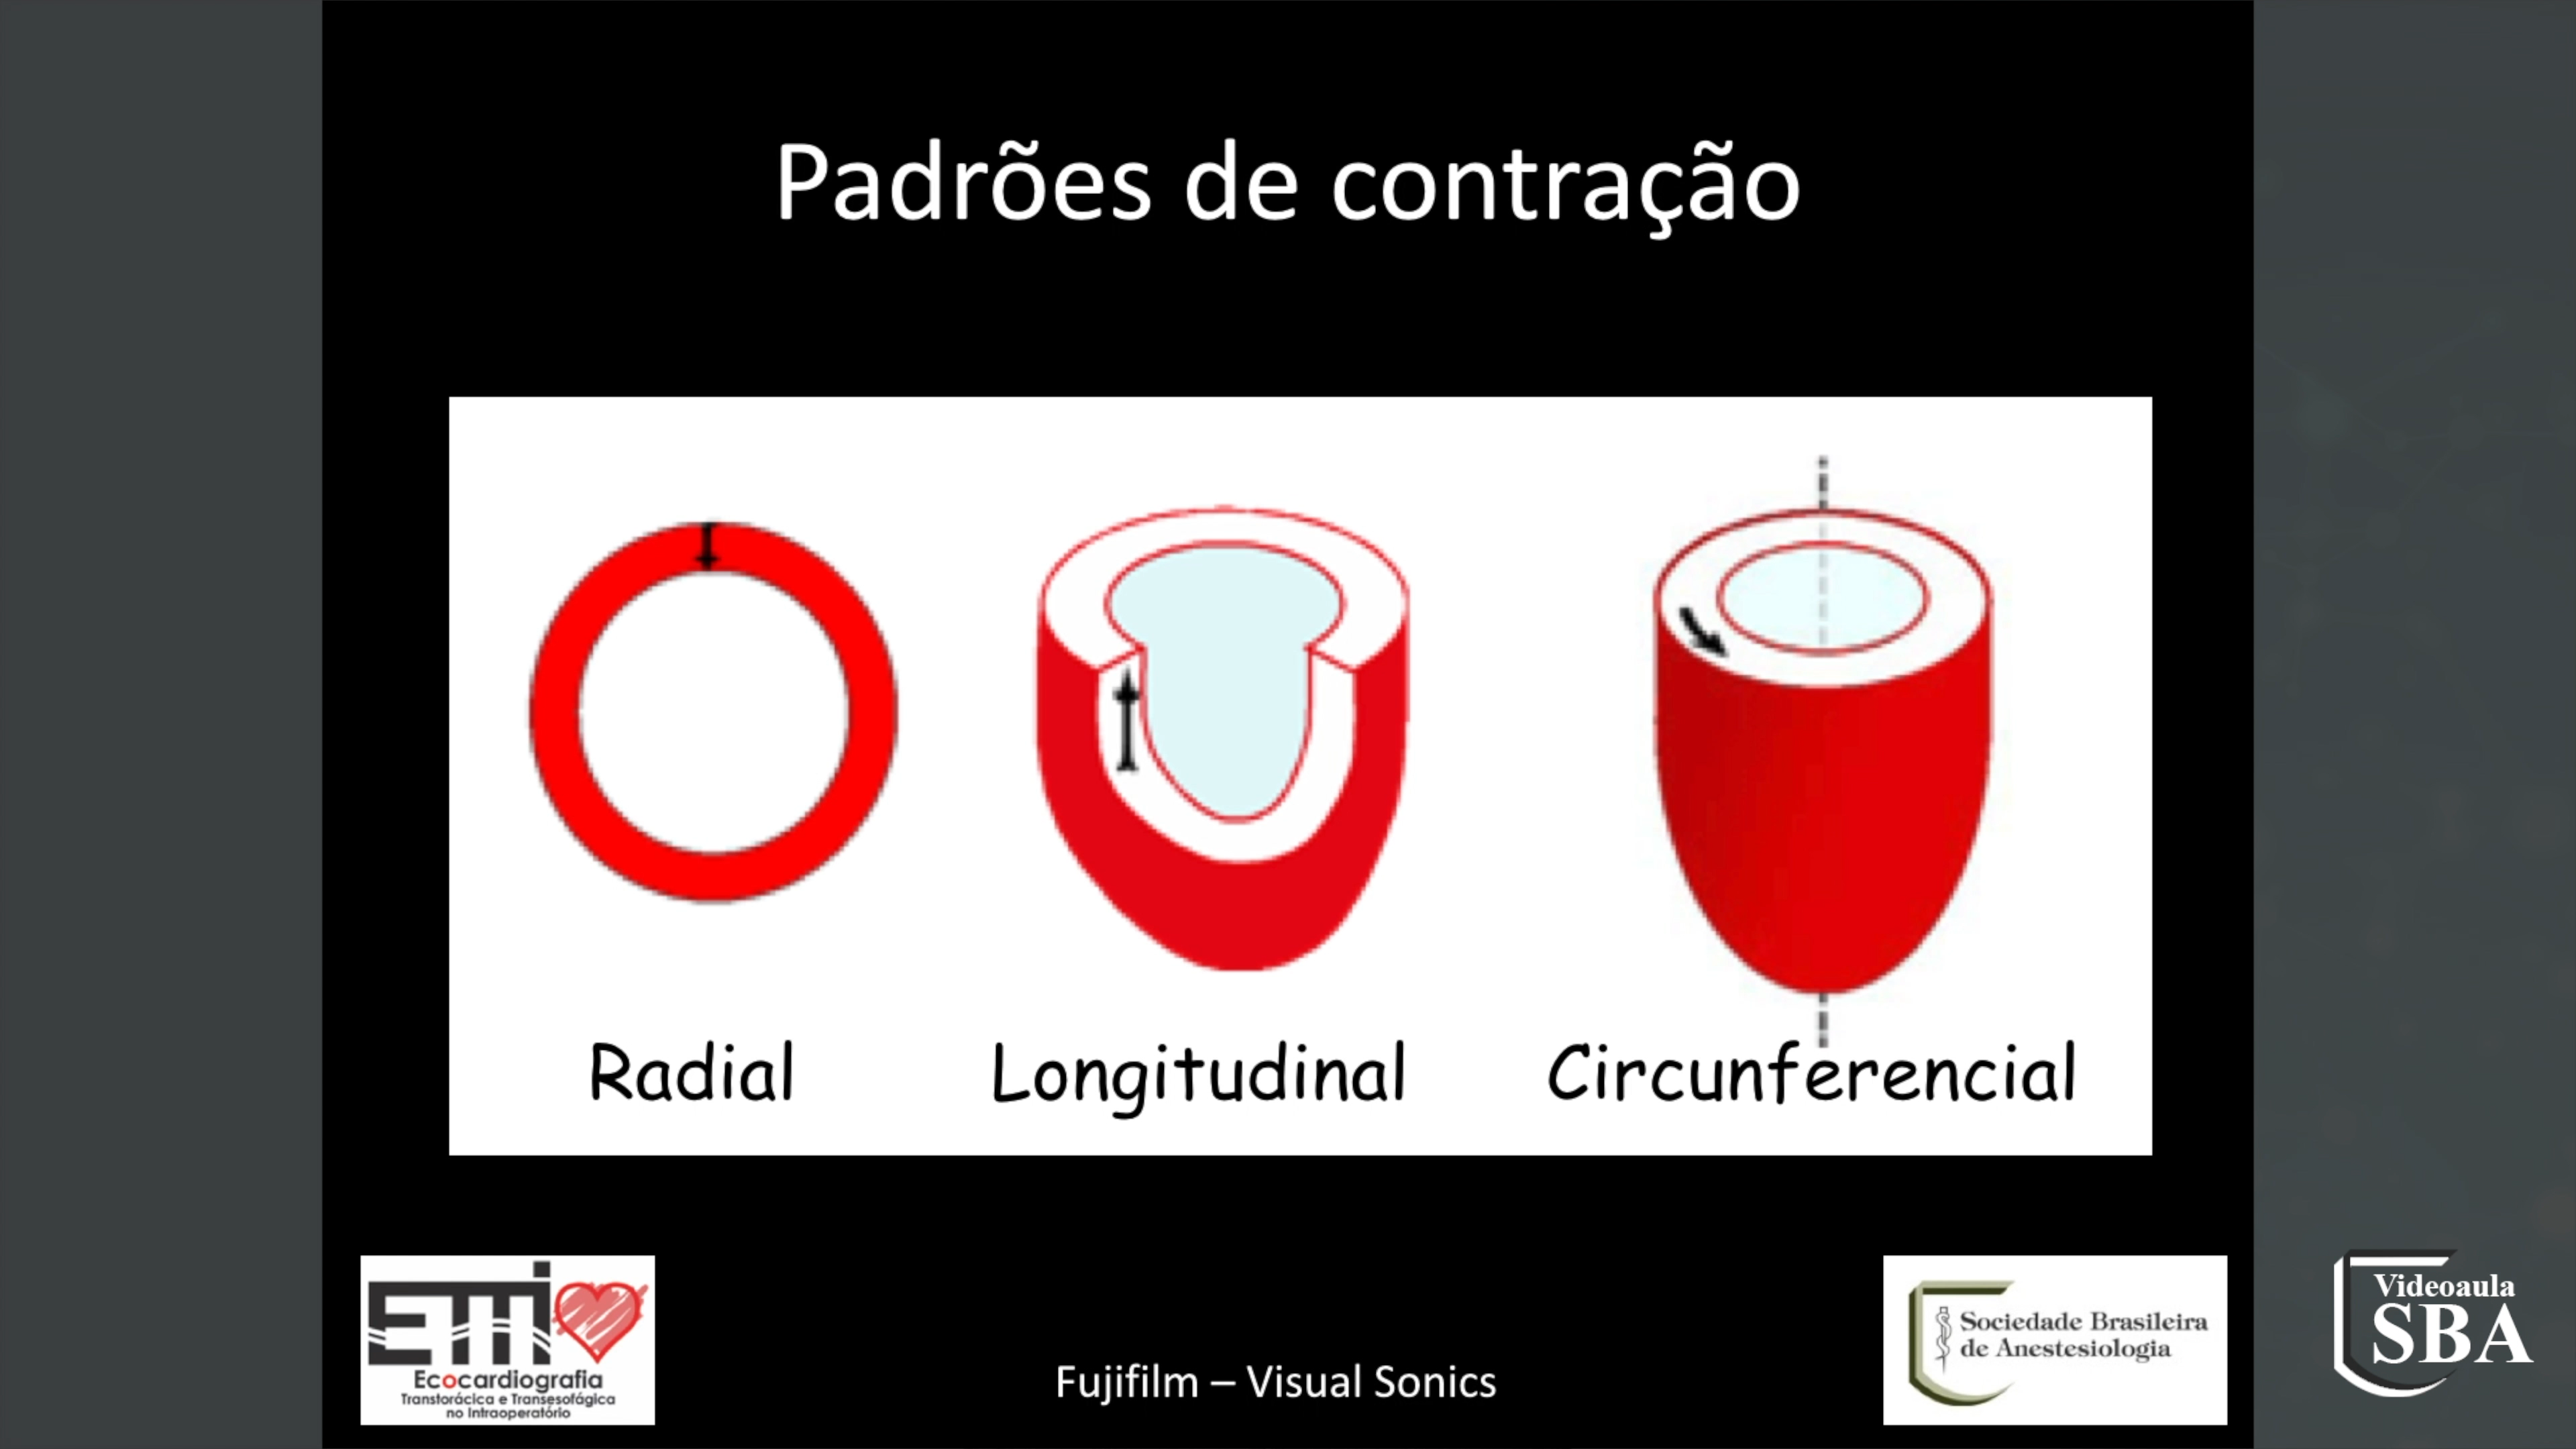 Padrões de contração
Radial
Longitudinal
Circunferencial
ETTi
Ecocardiografia
Transtorácica e Transesofágica
no Intraoperatório
Fujifilm – Visual Sonics
Sociedade Brasileira
de Anestesiologia
Videoaula
SBA